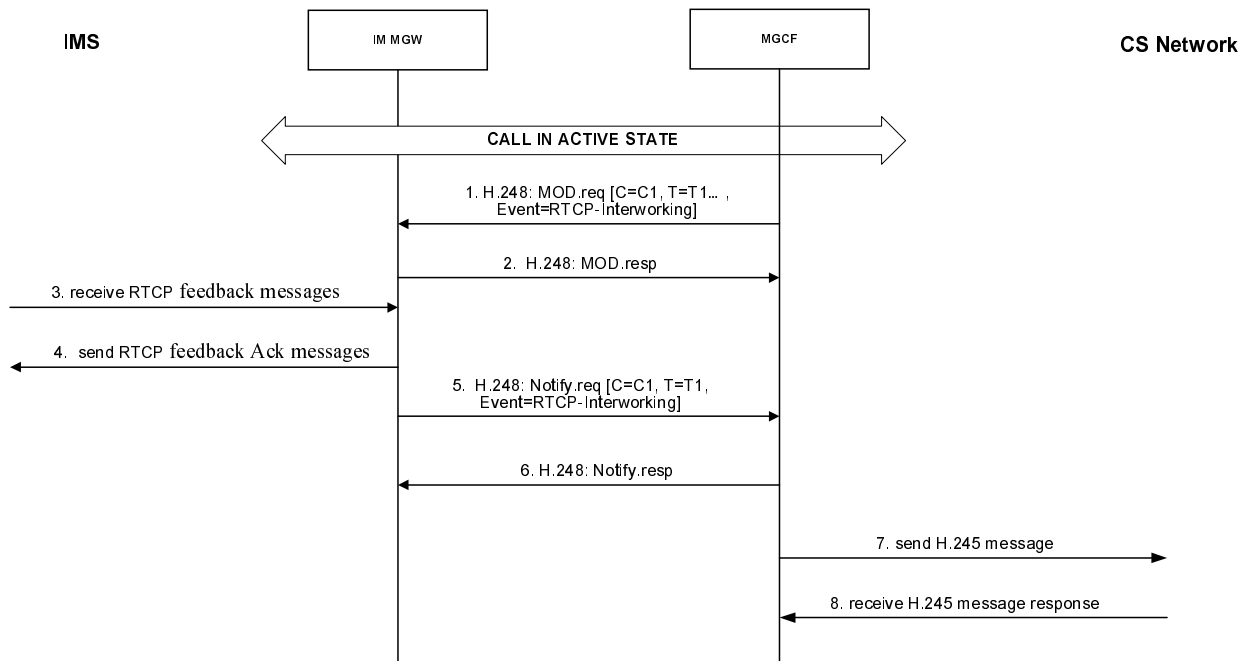 IMS
IM MGW
MGCF
CS Network
CALL IN ACTIVE STATE
1. H.248: MOD.req [C=C1, T=T1... ,
Event=RTCP-Interworking]
2. H.248: MOD.resp
3. receive RTCP feedback messages
4. send RTCP feedback Ack messages
5. H.248: Notify.req [C=C1, T=T1,
Event=RTCP-Interworking]
6. H.248: Notify.resp
7. send H.245 message
8. receive H.245 message response